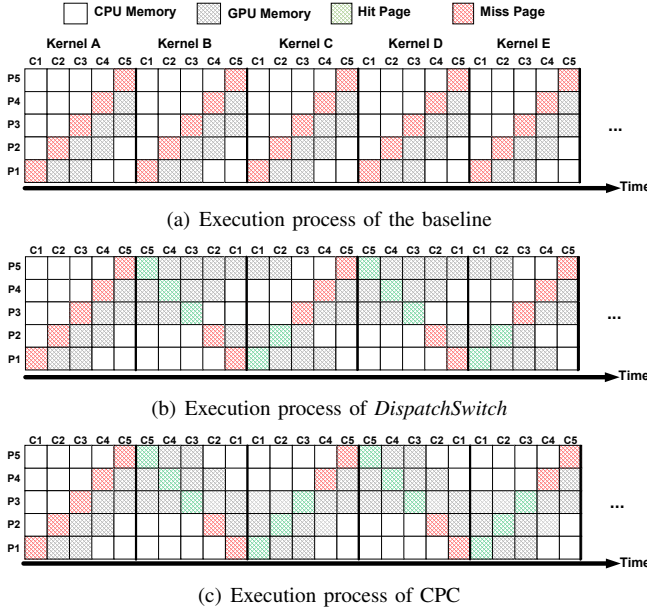 CPU Memory GPU Memory Hit Page Miss Page
Kernel A Kernel B Kernel C Kernel D Kernel E
C1 C2 C3 C4 C5 C1 C2 C3 C4 C5 C1 C2 C3 C4 C5 C1 C2 C3 C4 C5 C1 C2 C3 C4 C5
P5
P4
P3
P2
P1
...
Time
(a) Execution process of the baseline
C1 C2 C3 C4 C5 C5 C4 C3 C2 C1 C1 C2 C3 C4 C5 C5 C4 C3 C2 C1 C1 C2 C3 C4 C5
P5
P4
P3
P2
P1
...
Time
(b) Execution process of DispatchSwitch
C1 C2 C3 C4 C5 C5 C4 C3 C2 C1 C1 C2 C3 C4 C5 C5 C4 C3 C2 C1 C1 C2 C3 C4 C5
P5
P4
P3
P2
P1
...
Time
(c) Execution process of CPC